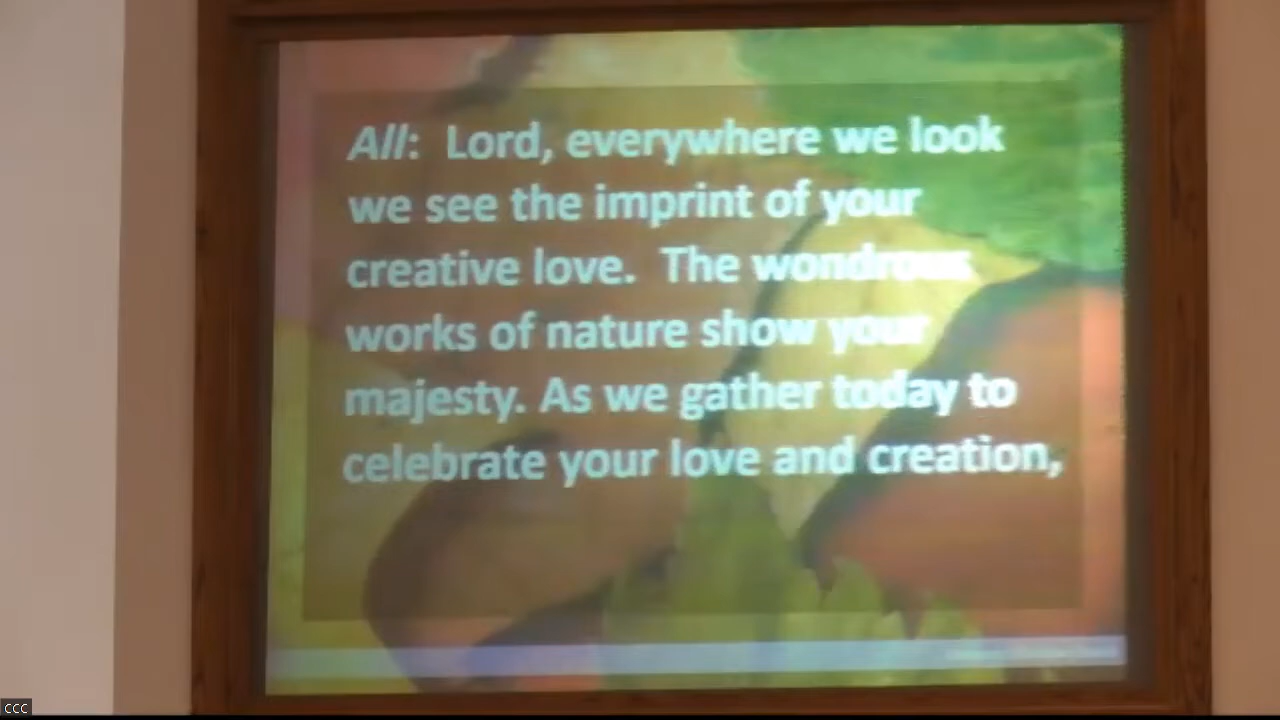 All: Lord, everywhere we look
we see the imprint of your
creative love. The wondrous
works of nature show your
majesty. As we gather today to
celebrate your love and creation,
ccc